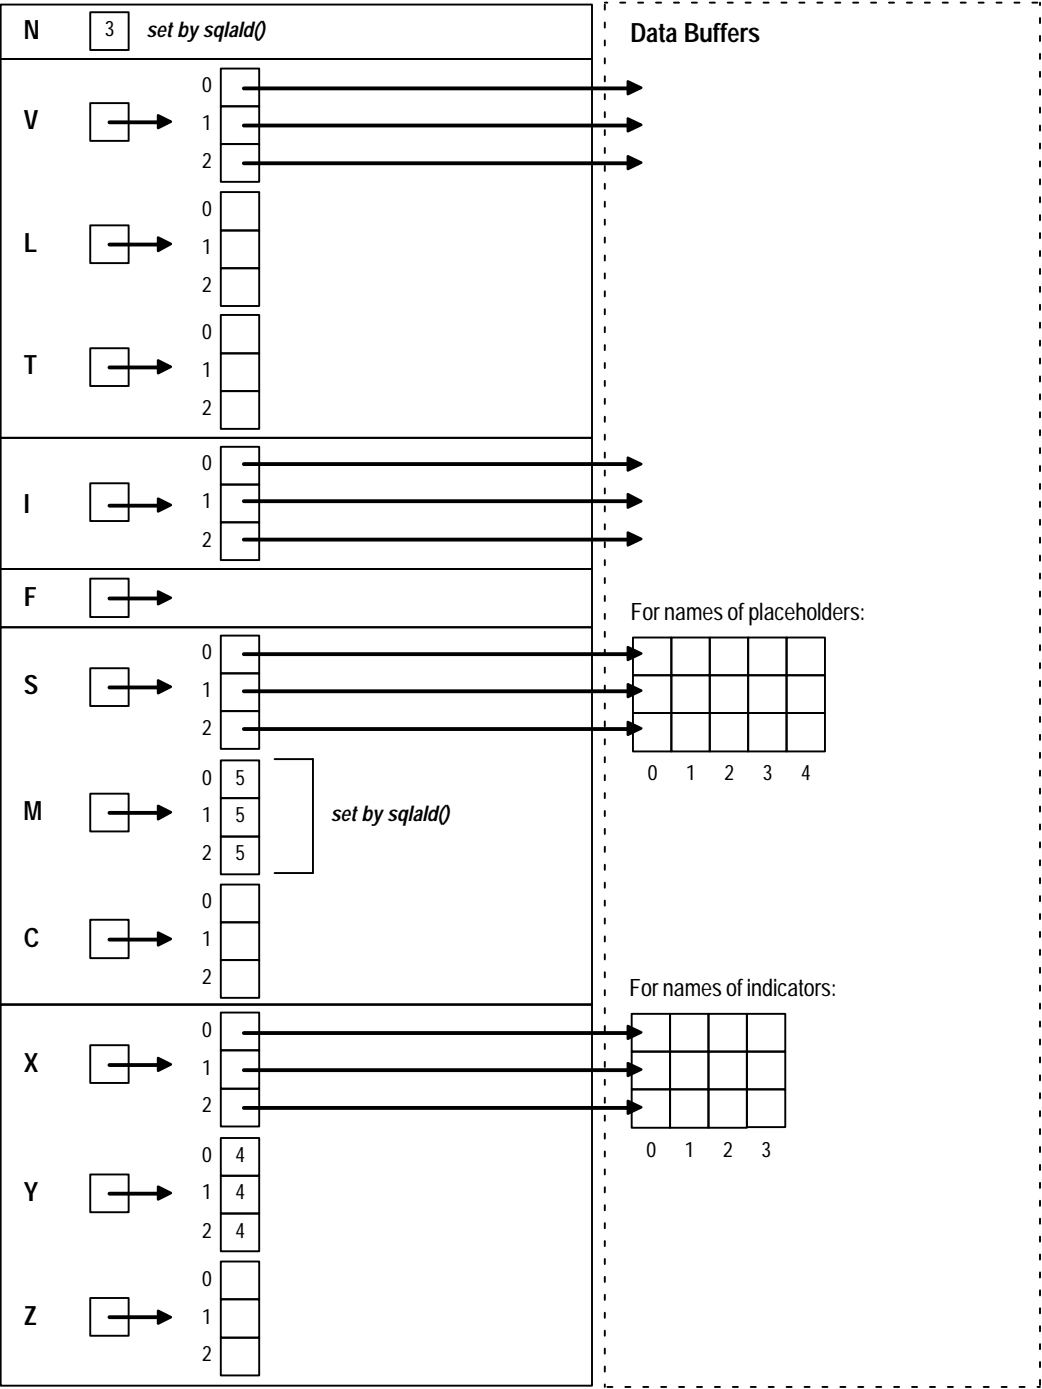 N 3 set by sqlald() Data Buffers
0
V 1
2
0
L 1
2
0
T 1
2
0
I 1
2
F
For names of placeholders:
0
S 1
2
0 1 2 3 4
0 5
M 1 5 set by sqlald()
2 5
0
C 1
2
For names of indicators:
0
X 1
2
0 1 2 3
0 4
Y 1 4
2 4
0
Z 1
2